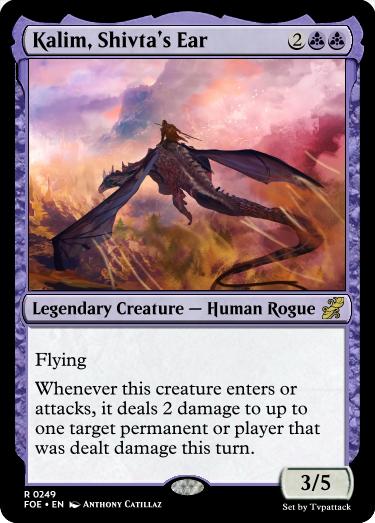 Kalim, Shivta's Ear 2
Legendary Creature — Human Rogue
Flying
Whenever this creature enters or
attacks, it deals 2 damage to up to
one target permanent or player that
was dealt damage this turn.
3/5
R 0249
FOE • EN Anthony Catillaz
Set by Tvpattack